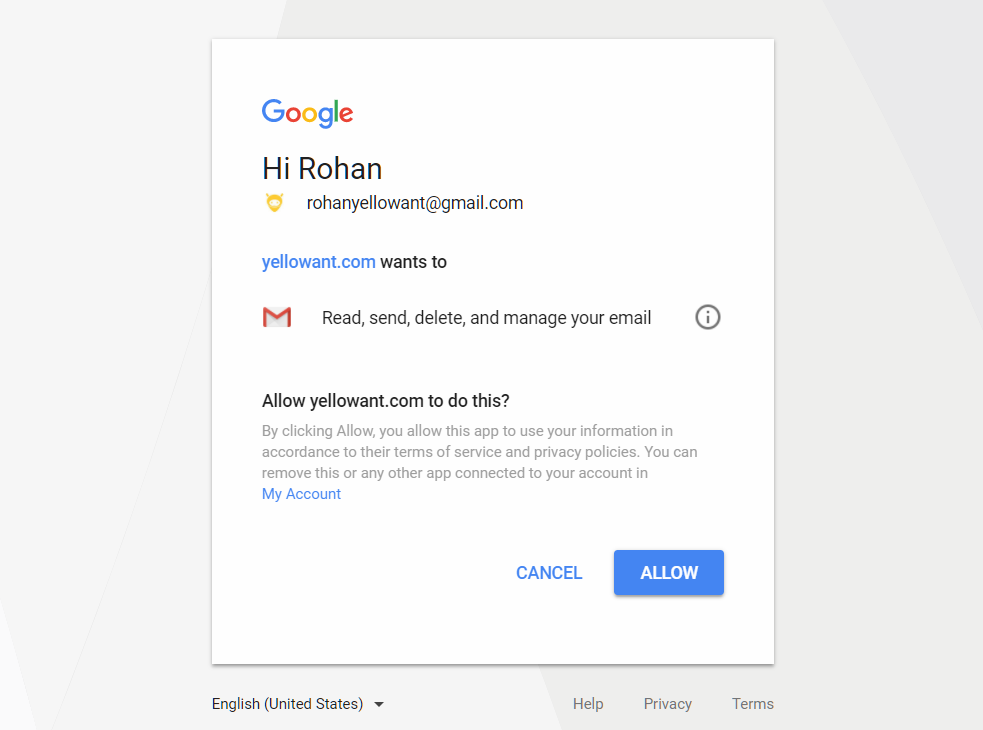 Google
Hi Rohan
rohanyellowant@gmail.com
yellowant.com wants to
Read, send, delete, and manage your email
Allow yellowant.com to do this?
By clicking Allow, you allow this app to use your information in
accordance to their terms of service and privacy policies. You can
remove this or any other app connected to your account in
My Account
CANCEL ALLOW
English (United States) Help Privacy Terms